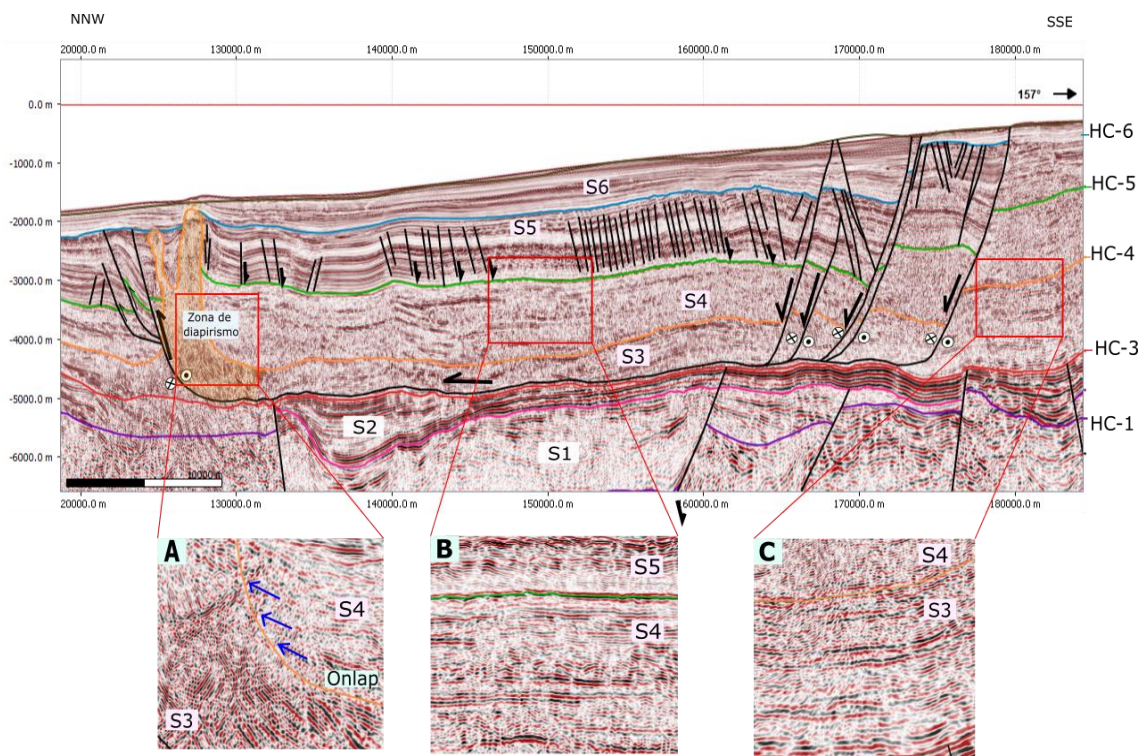 NNW
SSE
20000.0 m 130000.0 m 140000.0 m 150000.0 m 160000.0 m 170000.0 m 180000.0 m
157°
0.0 m
HC-6
-1000.0 m
HC-5
S6
-2000.0 m
S5
HC-4
-3000.0 m
S4
Zona de
diapirismo
-4000.0 m
S3
HC-3
-5000.0 m
HC-1
S2
S1
-6000.0 m
10000 m
20000.0 m 130000.0 m 140000.0 m 150000.0 m 160000.0 m 170000.0 m 180000.0 m
A
S4
Onlap
S3
B
S5
S4
C
S4
S3